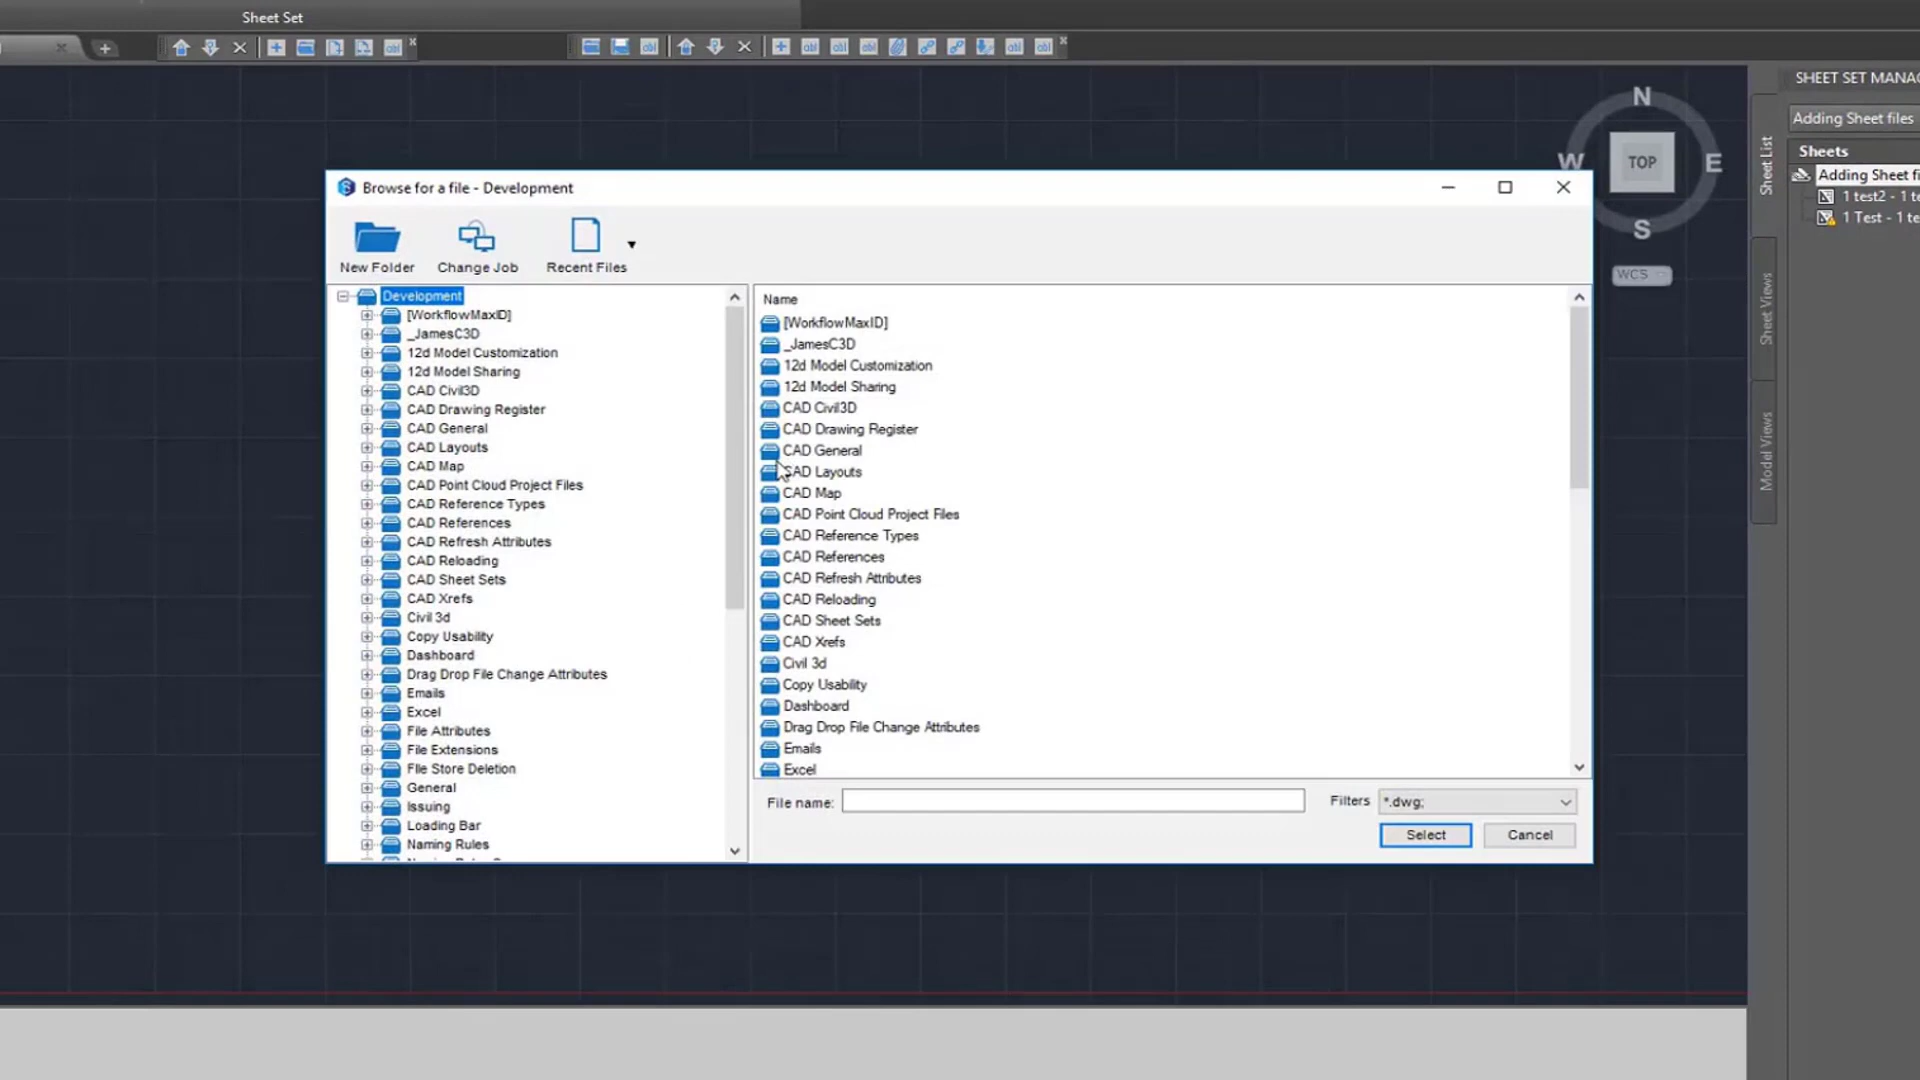 Sheet Set
SHEET SET MANAG
Adding Sheet files
Sheets
Adding Sheet fi
1 test2 - 1 te
1 Test - 1 te
Sheet List
Sheet Views
Model Views
N
W
TOP
E
S
WCS
Browse for a file - Development
New Folder
Change Job
Recent Files
Development
[WorkflowMaxID]
_JamesC3D
12d Model Customization
12d Model Sharing
CAD Civil3D
CAD Drawing Register
CAD General
CAD Layouts
CAD Map
CAD Point Cloud Project Files
CAD Reference Types
CAD References
CAD Refresh Attributes
CAD Reloading
CAD Sheet Sets
CAD Xrefs
Civil 3d
Copy Usability
Dashboard
Drag Drop File Change Attributes
Emails
Excel
File Attributes
File Extensions
FIle Store Deletion
General
Issuing
Loading Bar
Naming Rules
Name
[WorkflowMaxID]
_JamesC3D
12d Model Customization
12d Model Sharing
CAD Civil3D
CAD Drawing Register
CAD General
CAD Layouts
CAD Map
CAD Point Cloud Project Files
CAD Reference Types
CAD References
CAD Refresh Attributes
CAD Reloading
CAD Sheet Sets
CAD Xrefs
Civil 3d
Copy Usability
Dashboard
Drag Drop File Change Attributes
Emails
Excel
File name:
Filters
*.dwg;
Select
Cancel